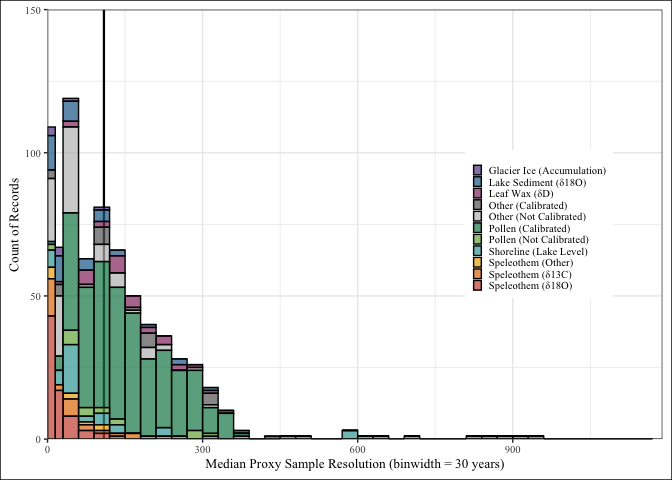 150
100
50
0
Count of Records
Glacier Ice (Accumulation)
Lake Sediment (δ18O)
Leaf Wax (δD)
Other (Calibrated)
Other (Not Calibrated)
Pollen (Calibrated)
Pollen (Not Calibrated)
Shoreline (Lake Level)
Speleothem (Other)
Speleothem (δ13C)
Speleothem (δ18O)
0 300 600 900
Median Proxy Sample Resolution (binwidth = 30 years)